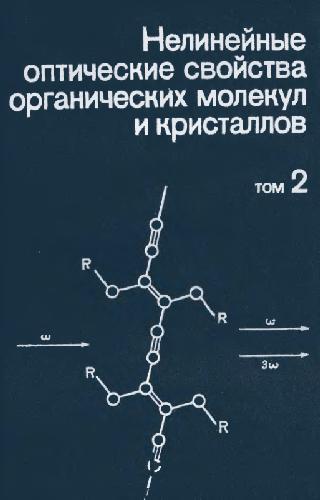 Нелинейные
оптические свойства
органических молекул
и кристаллов
том 2
R
R
ω
ω
3ω
R
R